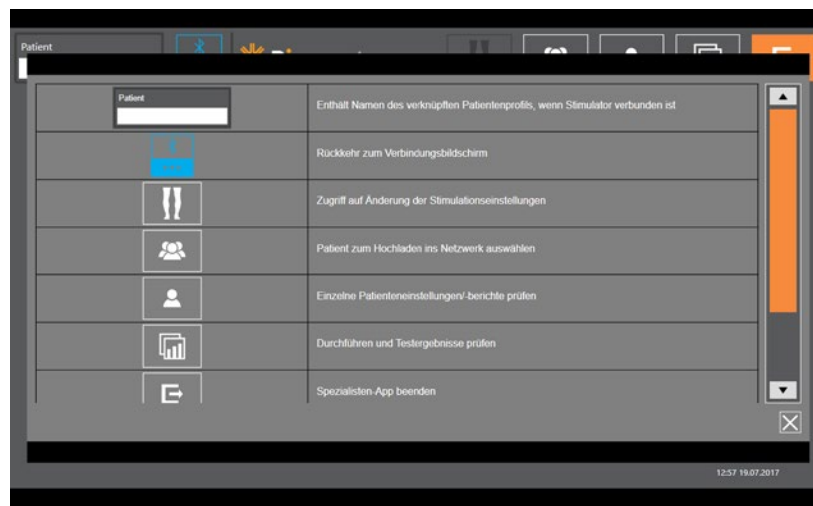 Patient
Patient
Enthält Namen des verknüpften Patientenprofils, wenn Stimulator verbunden ist
Rückkehr zum Verbindungsbildschirm
Zugriff auf Änderung der Stimulationseinstellungen
Patient zum Hochladen ins Netzwerk auswählen
Einzelne Patienteneinstellungen/-berichte prüfen
Durchführen und Testergebnisse prüfen
Spezialisten-App beenden
12:57 19.07.2017